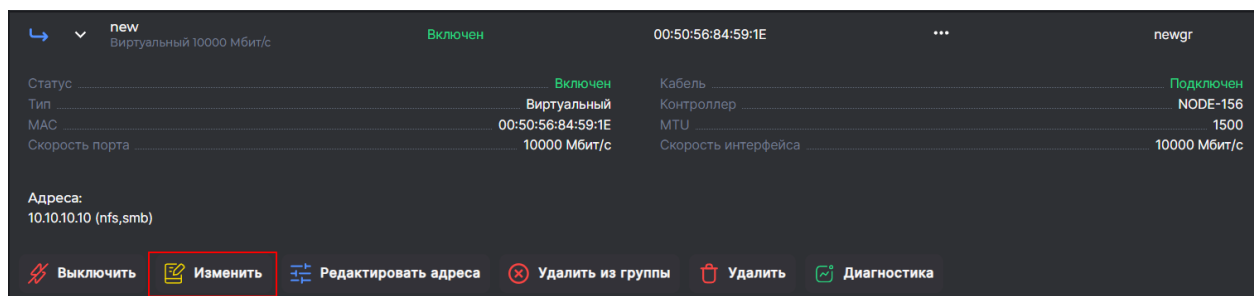 new
Виртуальный 10000 Мбит/с
Включен
00:50:56:84:59:1E
•••
newgr
Статус Включен
Кабель Подключен
Тип Виртуальный
Контроллер NODE-156
MAC 00:50:56:84:59:1E
MTU 1500
Скорость порта 10000 Мбит/с
Скорость интерфейса 10000 Мбит/с
Адреса:
10.10.10.10 (nfs,smb)
Выключить
Изменить
Редактировать адреса
Удалить из группы
Удалить
Диагностика